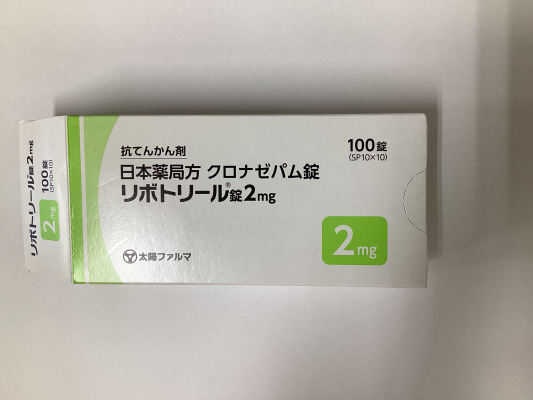 抗てんかん剤
日本薬局方 クロナゼパム錠
リボトリール®錠2mg
100錠
(SP10×10)
2mg
太陽ファルマ
リボトリール錠2mg
100錠
(SP10×10)
2mg